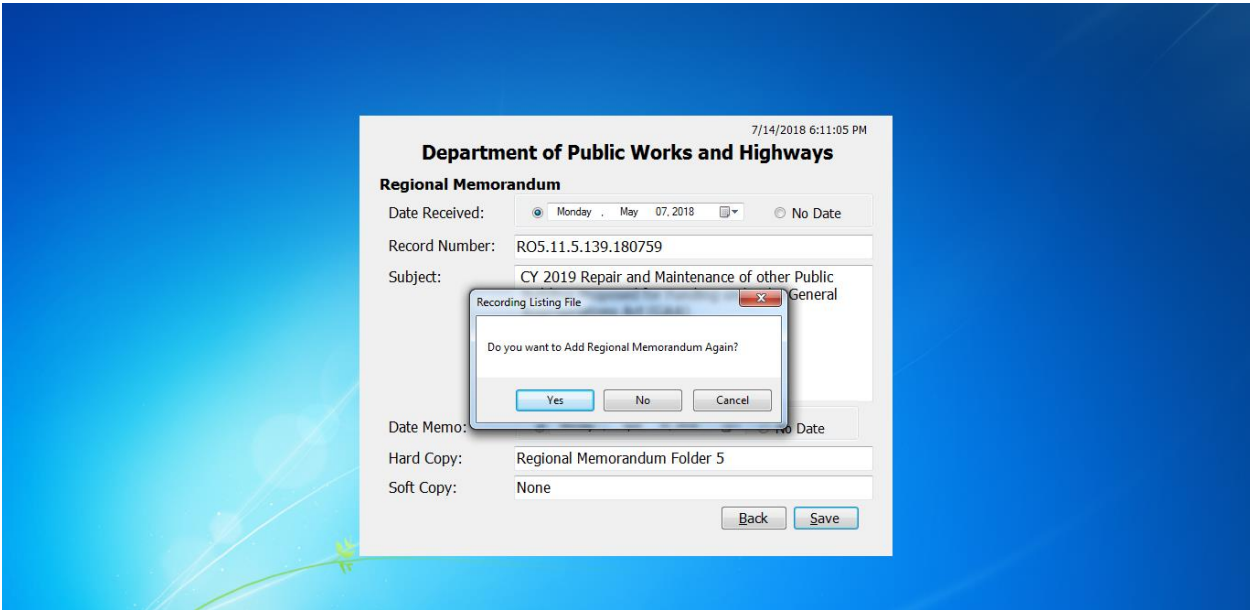 7/14/2018 6:11:05 PM
Department of Public Works and Highways
Regional Memorandum
Date Received:
Monday , May 07, 2018
No Date
Record Number:
RO5.11.5.139.180759
Subject:
CY 2019 Repair and Maintenance of other Public
General
Recording Listing File
Do you want to Add Regional Memorandum Again?
Yes No Cancel
Date Memo:
No Date
Hard Copy:
Regional Memorandum Folder 5
Soft Copy:
None
Back Save